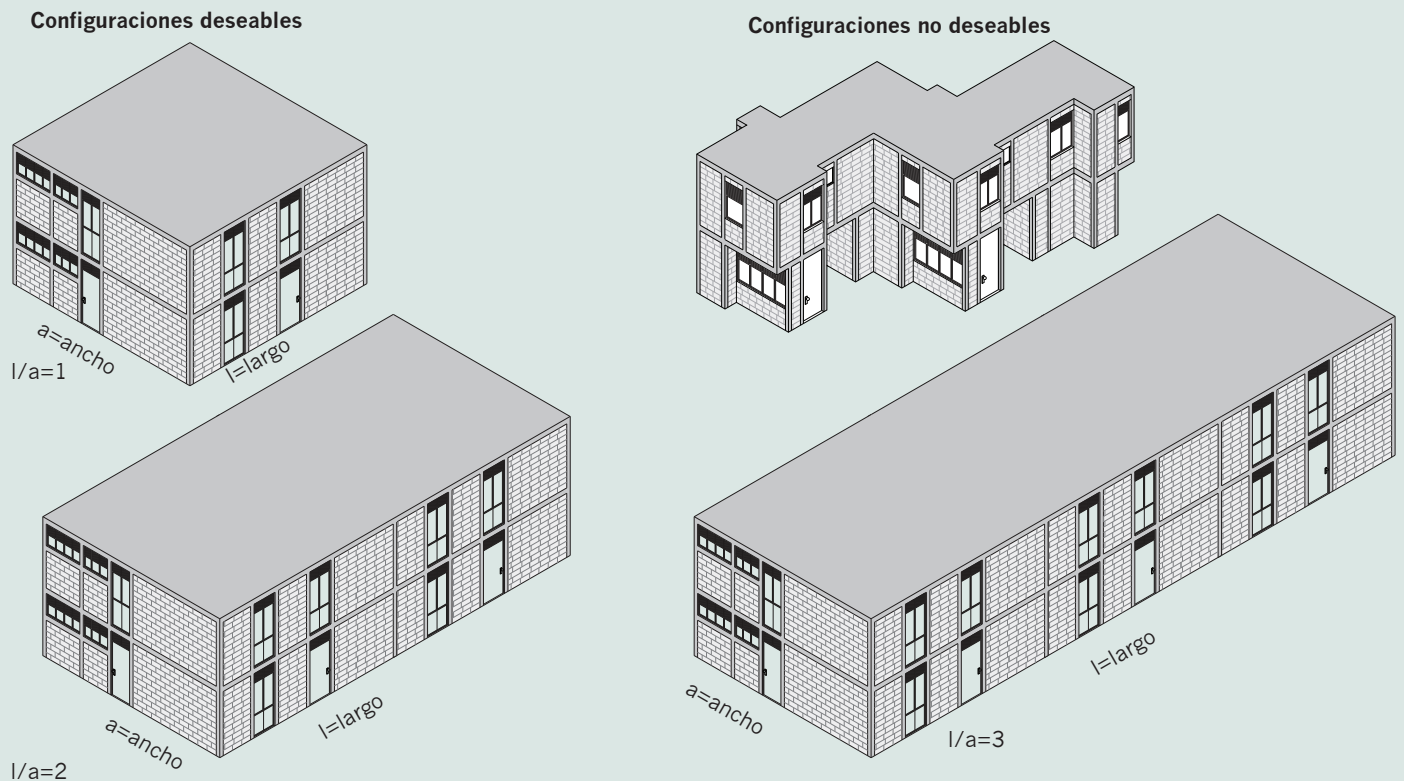 Configuraciones deseables
a=ancho
l=largo
l/a=1
a=ancho
l=largo
l/a=2
Configuraciones no deseables
a=ancho
l=largo
l/a=3